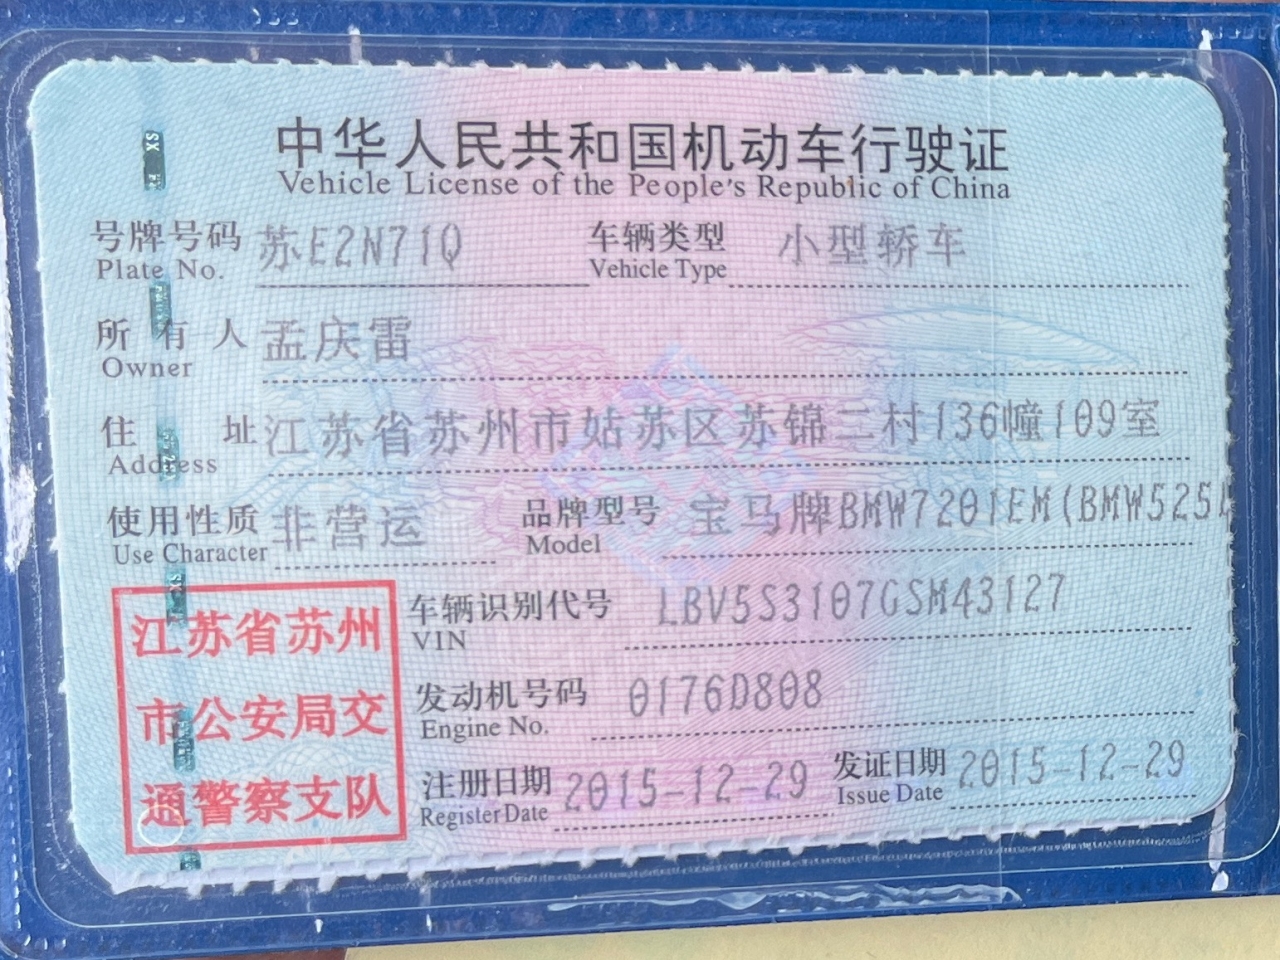 中华人民共和国机动车行驶证
Vehicle License of the People's Republic of China
号牌号码 苏E2N71Q 车辆类型 小型轿车
Plate No. Vehicle Type
所有人 孟庆雷
Owner
住址 江苏省苏州市姑苏区苏锦二村136幢109室
Address
使用性质 非营运 品牌型号 宝马牌BMW7201EM(BMW525L
Use Character Model
车辆识别代号 LBV5S3107GSM43127
VIN
发动机号码 0176D808
Engine No.
注册日期 2015-12-29 发证日期 2015-12-29
Register Date Issue Date
江苏省苏州
市公安局交
通警察支队